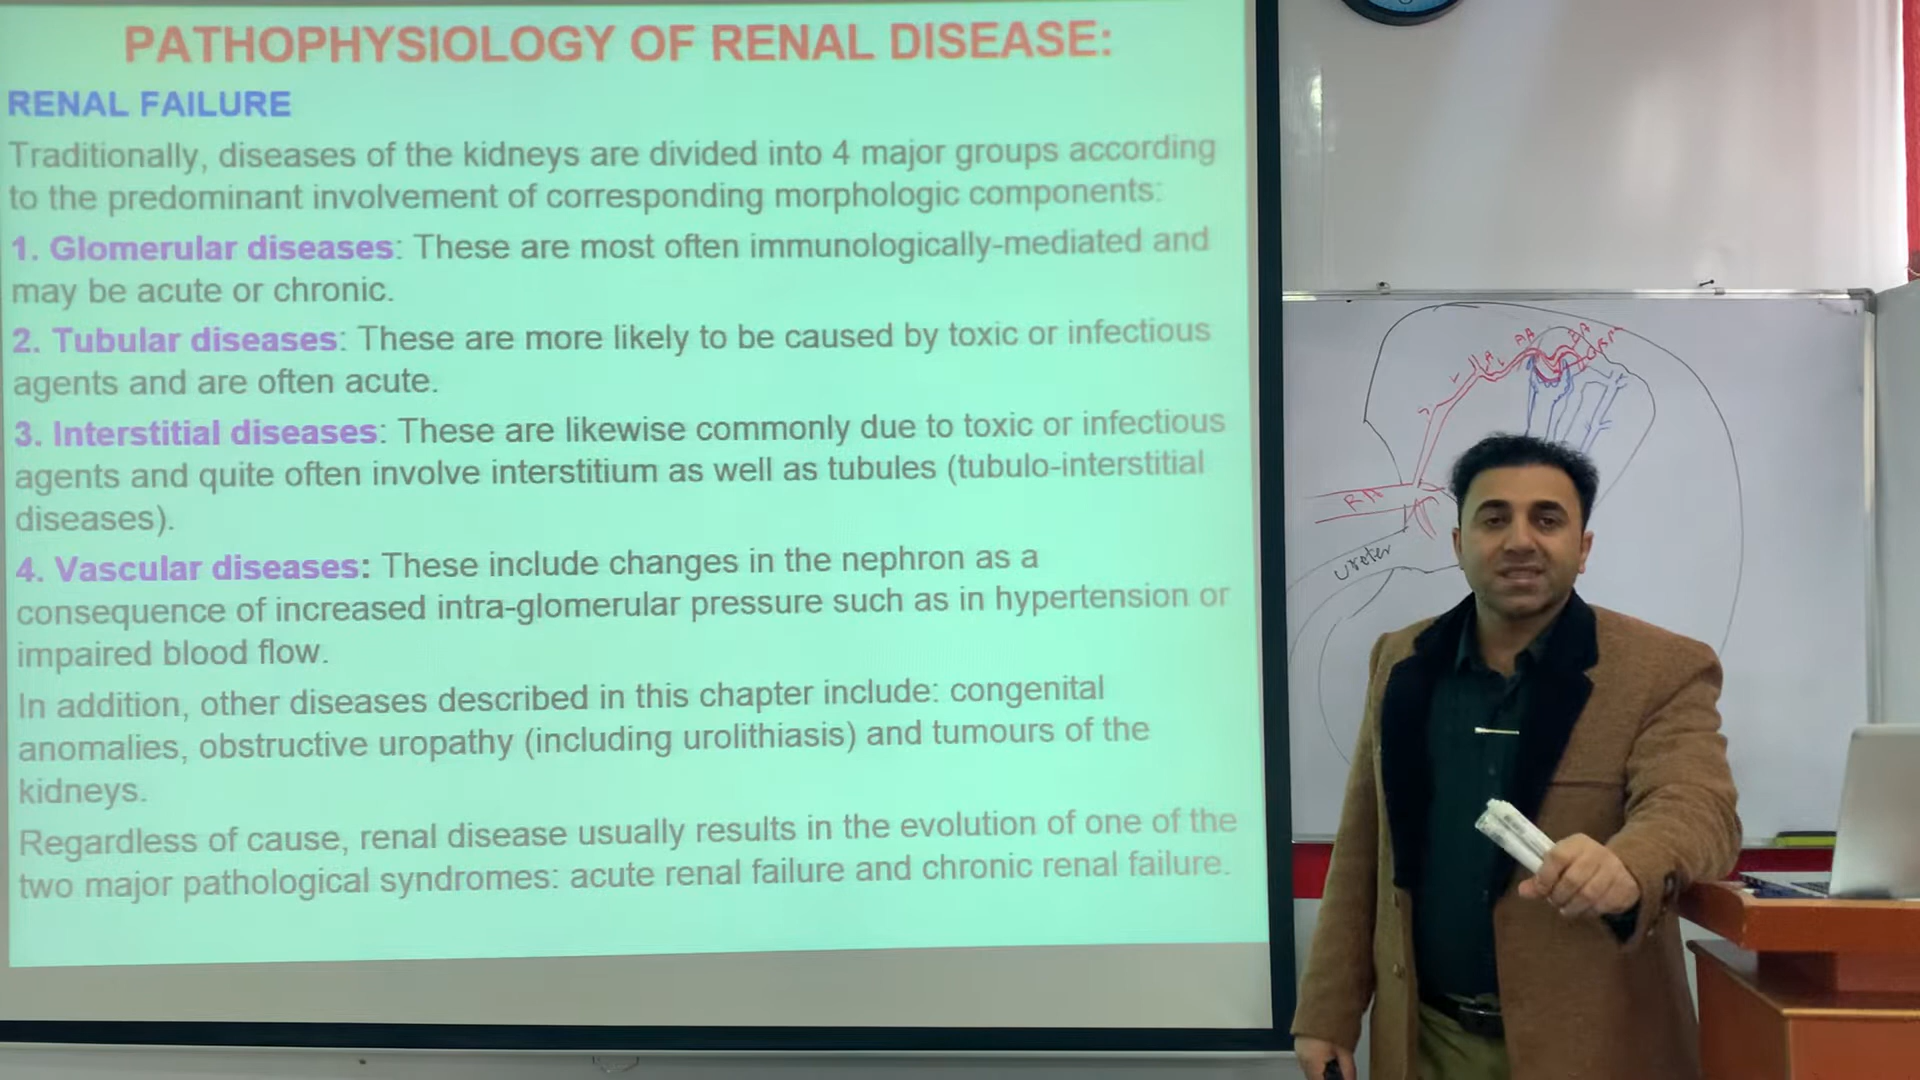 PATHOPHYSIOLOGY OF RENAL DISEASE:
RENAL FAILURE
Traditionally, diseases of the kidneys are divided into 4 major groups according
to the predominant involvement of corresponding morphologic components:
1. Glomerular diseases: These are most often immunologically-mediated and
may be acute or chronic.
2. Tubular diseases: These are more likely to be caused by toxic or infectious
agents and are often acute.
3. Interstitial diseases: These are likewise commonly due to toxic or infectious
agents and quite often involve interstitium as well as tubules (tubulo-interstitial
diseases).
4. Vascular diseases: These include changes in the nephron as a
consequence of increased intra-glomerular pressure such as in hypertension or
impaired blood flow.
In addition, other diseases described in this chapter include: congenital
anomalies, obstructive uropathy (including urolithiasis) and tumours of the
kidneys.
Regardless of cause, renal disease usually results in the evolution of one of the
two major pathological syndromes: acute renal failure and chronic renal failure.
AA
RA
ureter